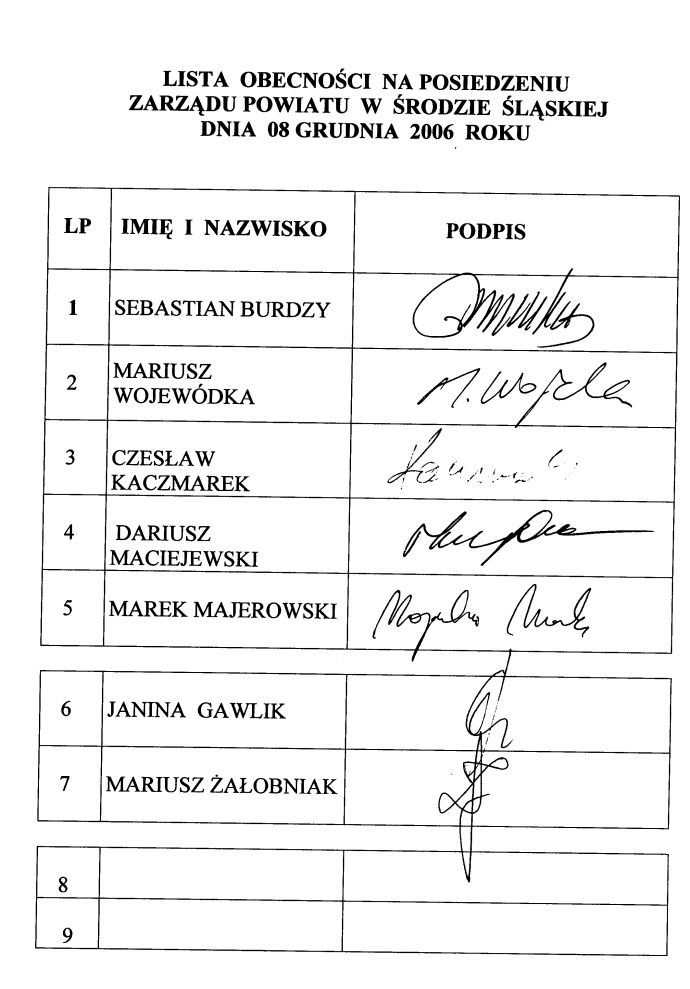 LISTA OBECNOŚCI NA POSIEDZENIU
ZARZĄDU POWIATU W ŚRODZIE ŚLĄSKIEJ
DNIA 08 GRUDNIA 2006 ROKU
LP IMIĘ I NAZWISKO PODPIS
1 SEBASTIAN BURDZY
2 MARIUSZ
WOJEWÓDKA M.
3 CZESŁAW
KACZMAREK
4 DARIUSZ
MACIEJEWSKI
5 MAREK MAJEROWSKI
6 JANINA GAWLIK
7 MARIUSZ ŻAŁOBNIAK
8
9